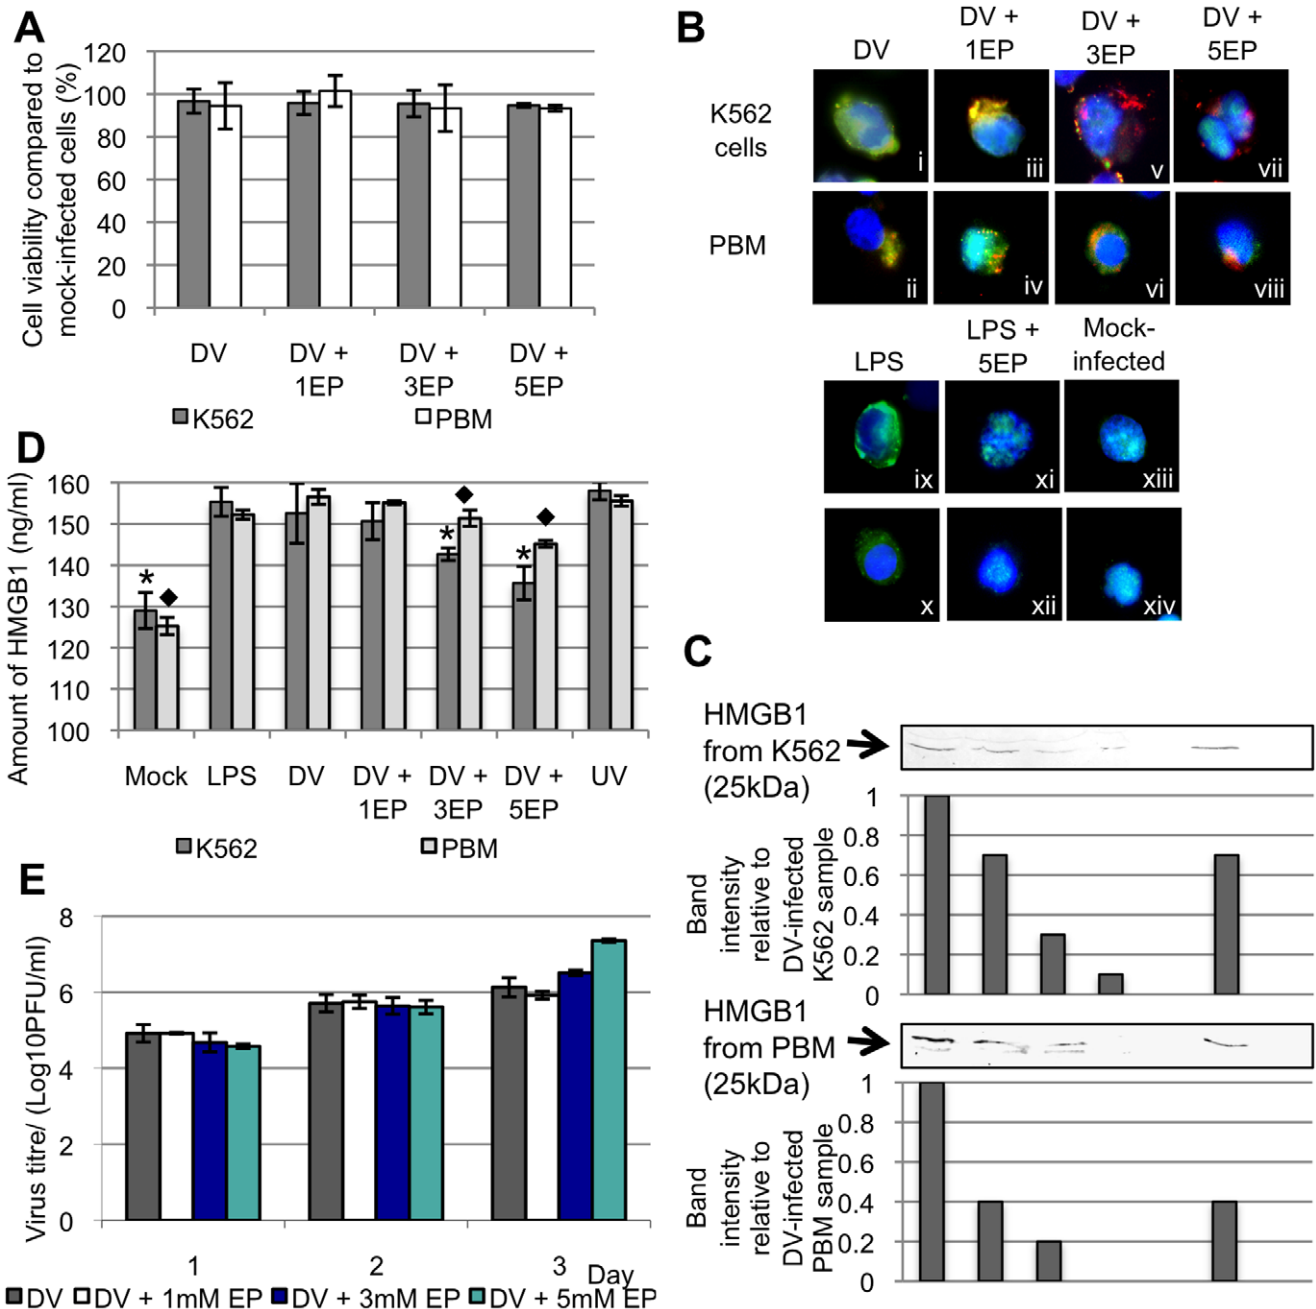 A
Cell viability compared to
mock-infected cells (%)
120
100
80
60
40
20
0
DV
DV +
1EP
DV +
3EP
DV +
5EP
K562
PBM
B
DV
DV +
1EP
DV +
3EP
DV +
5EP
K562
cells
i
iii
v
vii
PBM
ii
iv
vi
viii
LPS
LPS +
5EP
Mock-
infected
ix
xi
xiii
x
xii
xiv
D
Amount of HMGB1 (ng/ml)
160
150
140
130
120
110
100
*
◆
*
◆
*
◆
Mock
LPS
DV
DV +
1EP
DV +
3EP
DV +
5EP
UV
K562
PBM
C
HMGB1
from K562
(25kDa)
Band
intensity
relative to
DV-infected
K562 sample
1
0.8
0.6
0.4
0.2
0
HMGB1
from PBM
(25kDa)
Band
intensity
relative to
DV-infected
PBM sample
1
0.8
0.6
0.4
0.2
0
E
Virus titre/ (Log10PFU/ml)
8
6
4
2
0
1
2
3
Day
DV
DV + 1mM EP
DV + 3mM EP
DV + 5mM EP